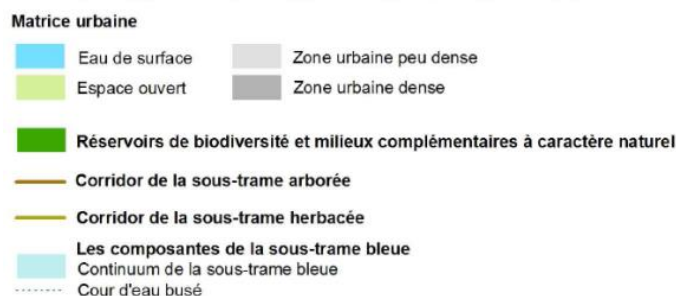 Matrice urbaine
Eau de surface
Zone urbaine peu dense
Espace ouvert
Zone urbaine dense
Réservoirs de biodiversité et milieux complémentaires à caractère naturel
Corridor de la sous-trame arborée
Corridor de la sous-trame herbacée
Les composantes de la sous-trame bleue
Continuum de la sous-trame bleue
Cour d'eau busé